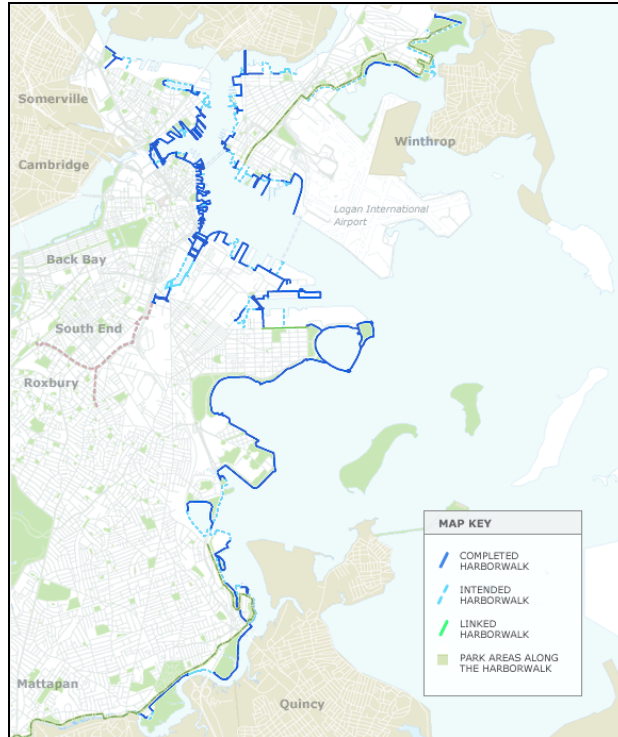 Somerville
Cambridge
Winthrop
Logan International
Airport
Back Bay
South End
Roxbury
MAP KEY
COMPLETED
HARBORWALK
INTENDED
HARBORWALK
LINKED
HARBORWALK
PARK AREAS ALONG
THE HARBORWALK
Mattapan
Quincy